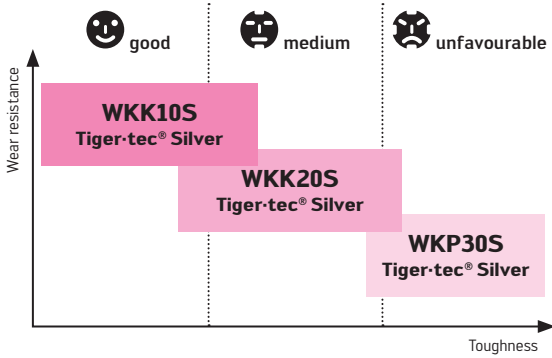 good
medium
unfavourable
Wear resistance
WKK10S
Tiger·tec® Silver
WKK20S
Tiger·tec® Silver
WKP30S
Tiger·tec® Silver
Toughness